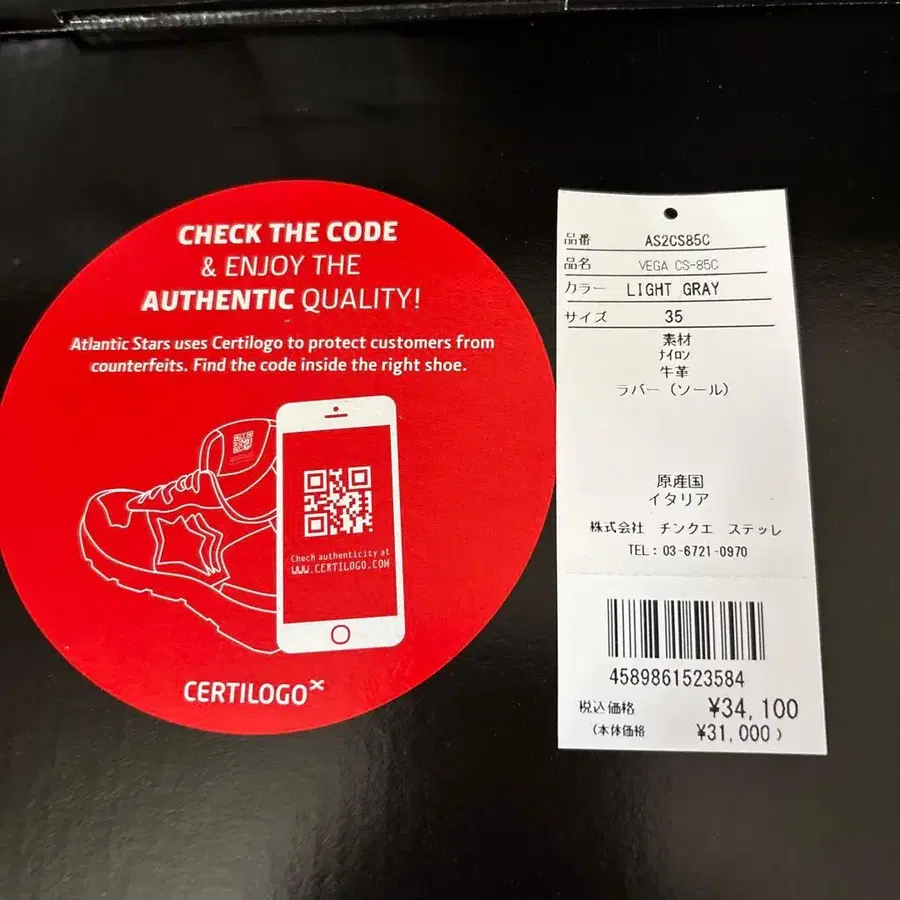 CHECK THE CODE
& ENJOY THE
AUTHENTIC QUALITY!
Atlantic Stars uses Certilogo to protect customers from
counterfeits. Find the code inside the right shoe.
Check authenticity at
WWW.CERTILOGO.COM
CERTILOGO
品番 AS2CS85C
品名 VEGA CS-85C
カラー LIGHT GRAY
サイズ 35
素材
ナイロン
牛革
ラバー（ソール）
原産国
イタリア
株式会社 チンクエ ステッレ
TEL：03-6721-0970
4589861523584
税込価格 ¥34,100
（本体価格 ¥31,000）